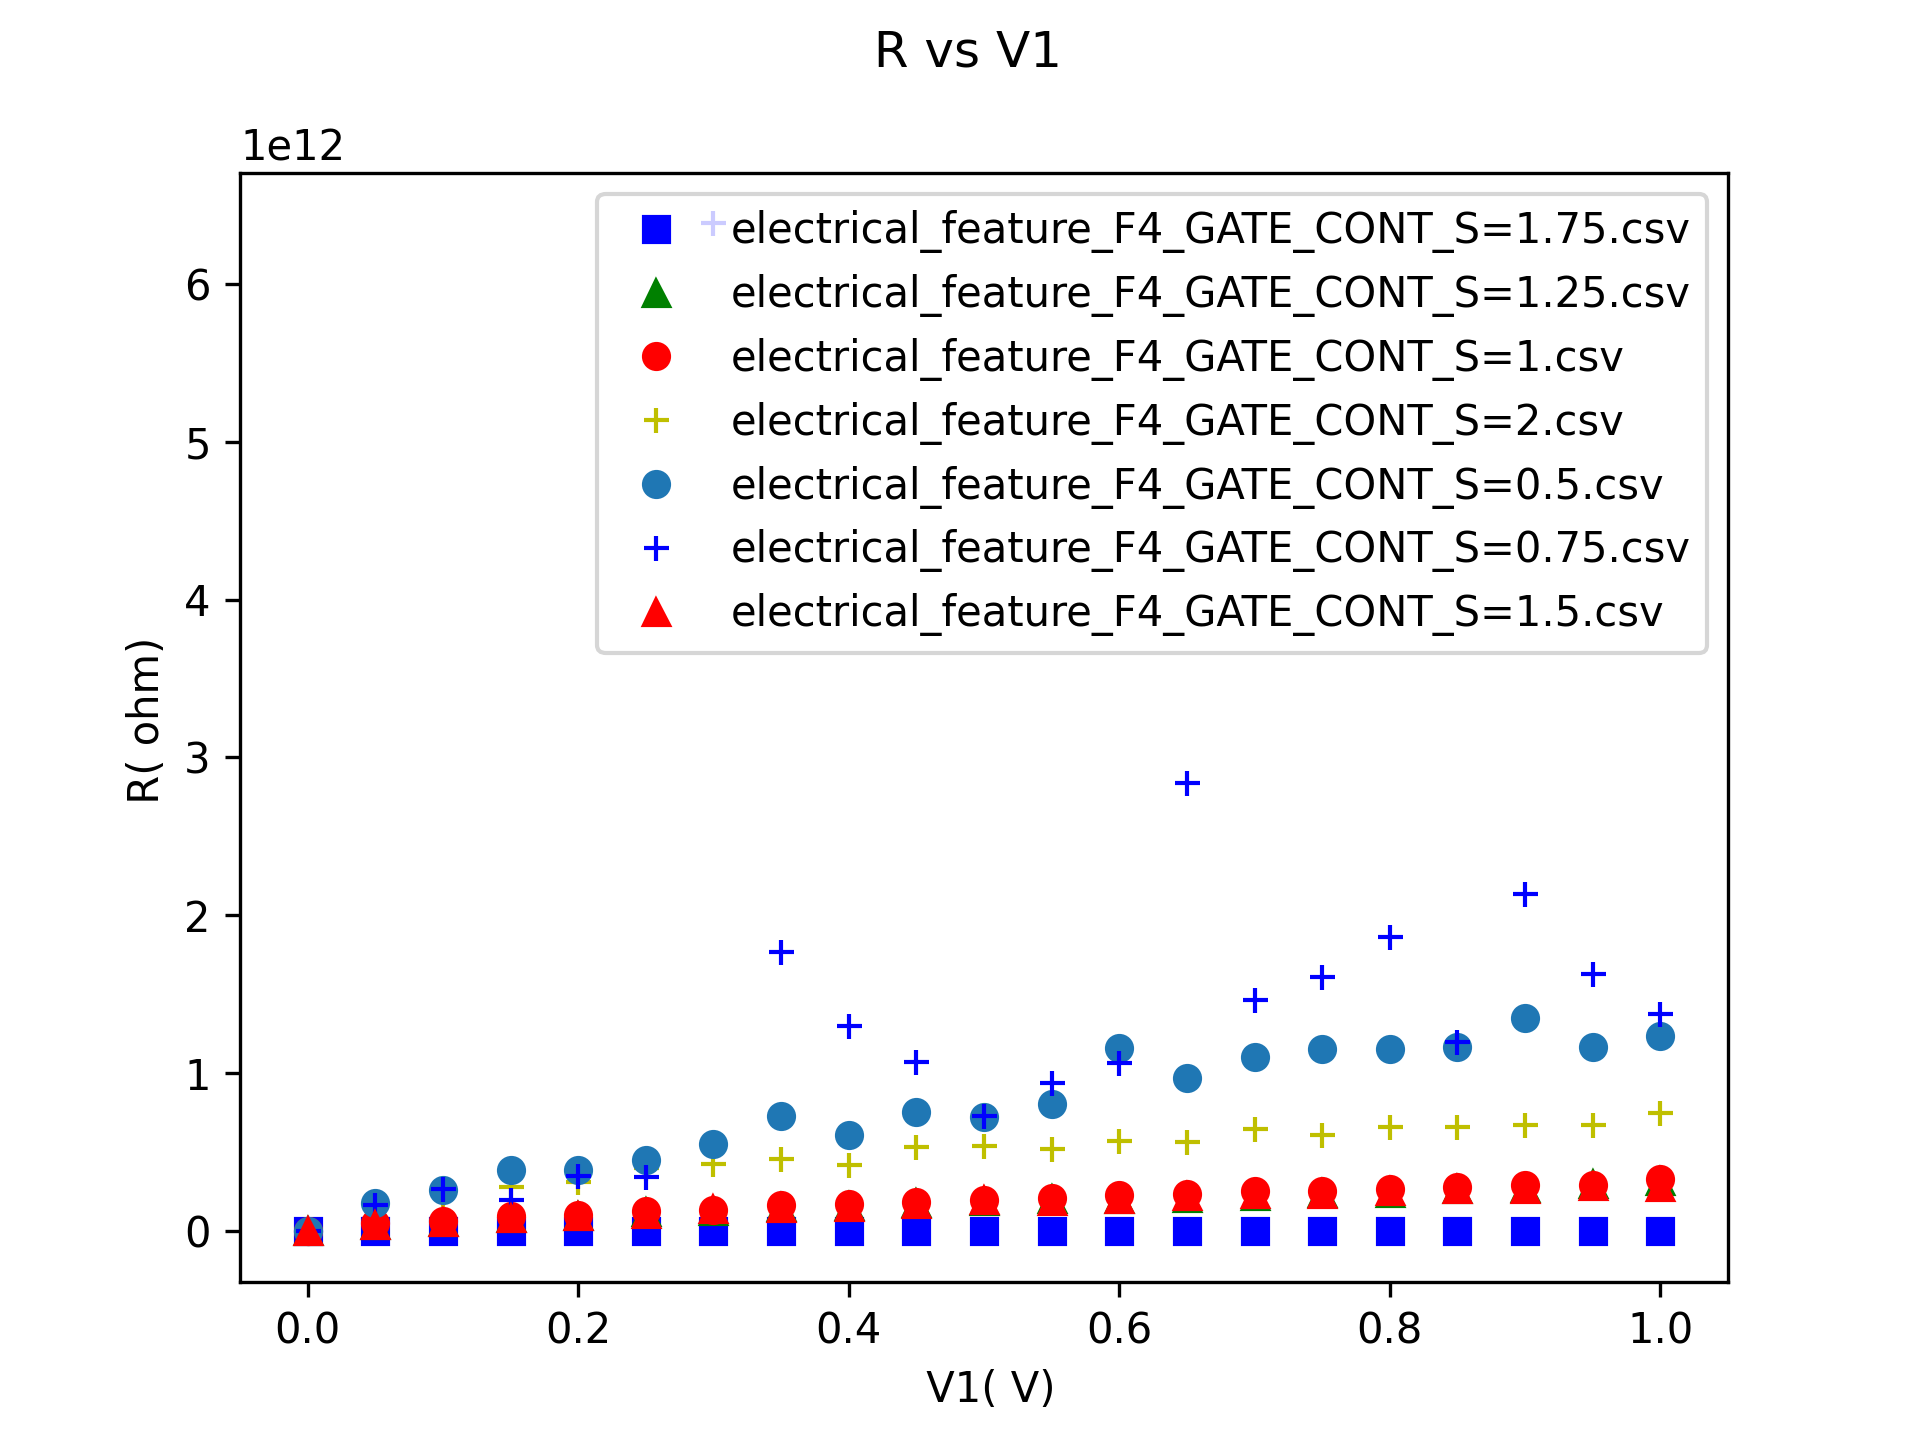 R vs V1
1e12
electrical_feature_F4_GATE_CONT_S=1.75.csv
electrical_feature_F4_GATE_CONT_S=1.25.csv
electrical_feature_F4_GATE_CONT_S=1.csv
electrical_feature_F4_GATE_CONT_S=2.csv
electrical_feature_F4_GATE_CONT_S=0.5.csv
electrical_feature_F4_GATE_CONT_S=0.75.csv
electrical_feature_F4_GATE_CONT_S=1.5.csv
6
5
4
3
2
1
0
R( ohm)
0.0 0.2 0.4 0.6 0.8 1.0
V1( V)